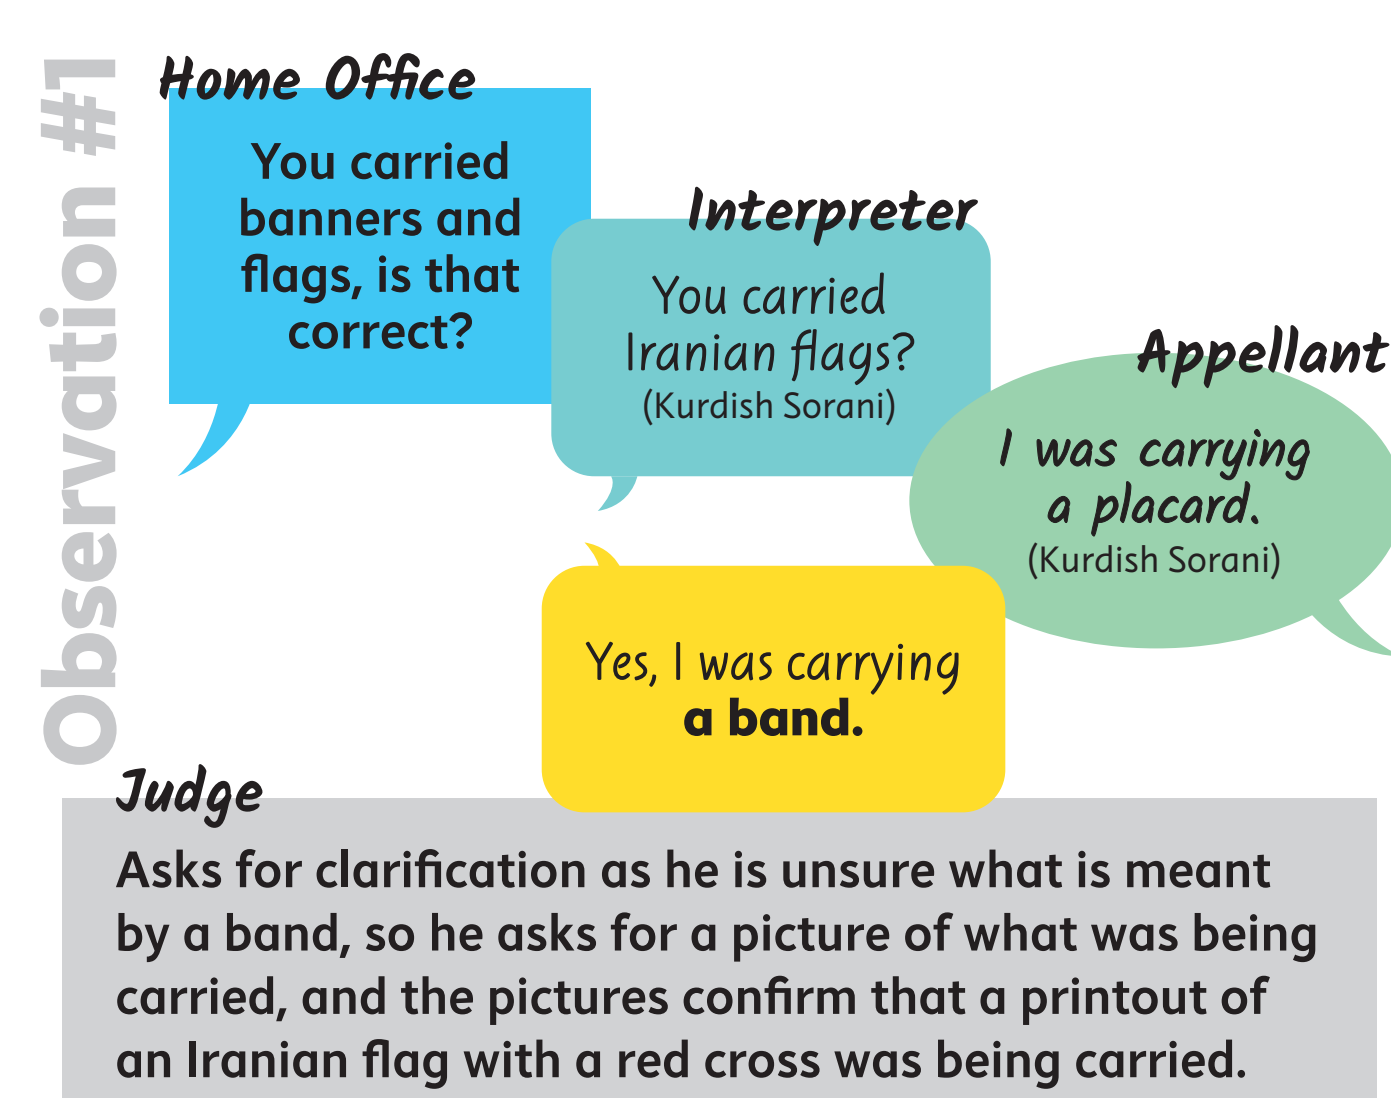 Observation #1
Home Office
You carried
banners and
flags, is that
correct?
Interpreter
You carried
Iranian flags?
(Kurdish Sorani)
Appellant
I was carrying
a placard.
(Kurdish Sorani)
Yes, I was carrying
a band.
Judge
Asks for clarification as he is unsure what is meant
by a band, so he asks for a picture of what was being
carried, and the pictures confirm that a printout of
an Iranian flag with a red cross was being carried.